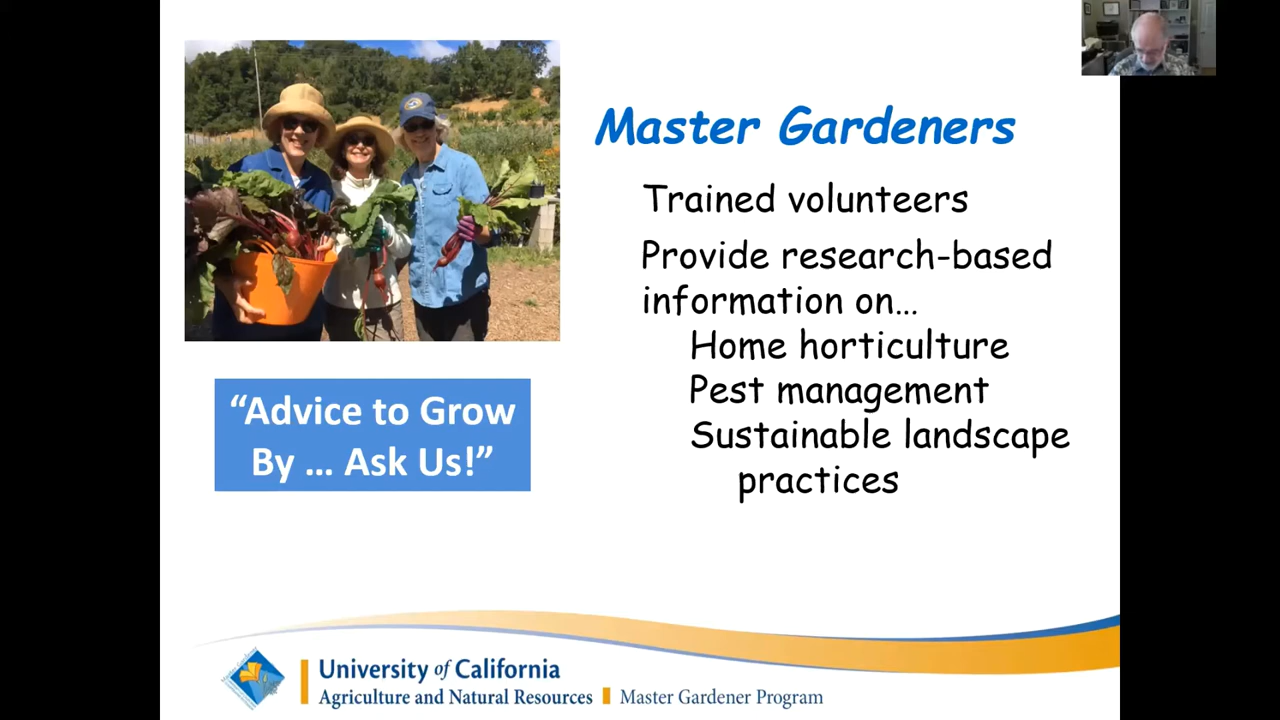 Master Gardeners
Trained volunteers
Provide research-based
information on…
Home horticulture
Pest management
Sustainable landscape
practices
“Advice to Grow
By … Ask Us!”
University of California
Agriculture and Natural Resources
Master Gardener Program